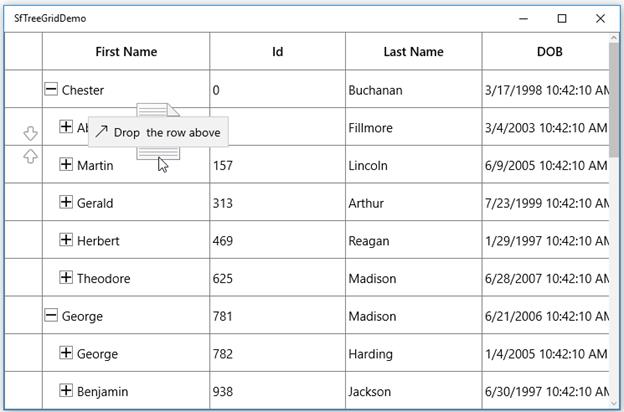 SfTreeGridDemo
First Name Id Last Name DOB
Chester 0 Buchanan 3/17/1998 10:42:10 AM
Fillmore 3/4/2003 10:42:10 AM
Drop the row above
Martin 157 Lincoln 6/9/2005 10:42:10 AM
Gerald 313 Arthur 7/23/1999 10:42:10 AM
Herbert 469 Reagan 1/29/1997 10:42:10 AM
Theodore 625 Madison 6/28/2007 10:42:10 AM
George 781 Madison 6/21/2006 10:42:10 AM
George 782 Harding 1/4/2005 10:42:10 AM
Benjamin 938 Jackson 6/30/1997 10:42:10 AM